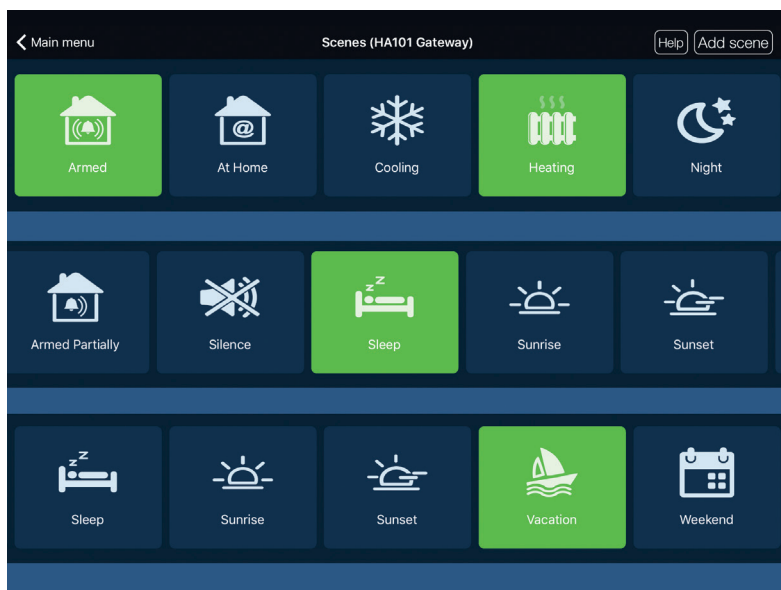 Main menu
Scenes (HA101 Gateway)
Help
Add scene
@
Armed
At Home
Cooling
Heating
Night
z Z
Armed Partially
Silence
Sleep
Sunrise
Sunset
z Z
Sleep
Sunrise
Sunset
Vacation
Weekend